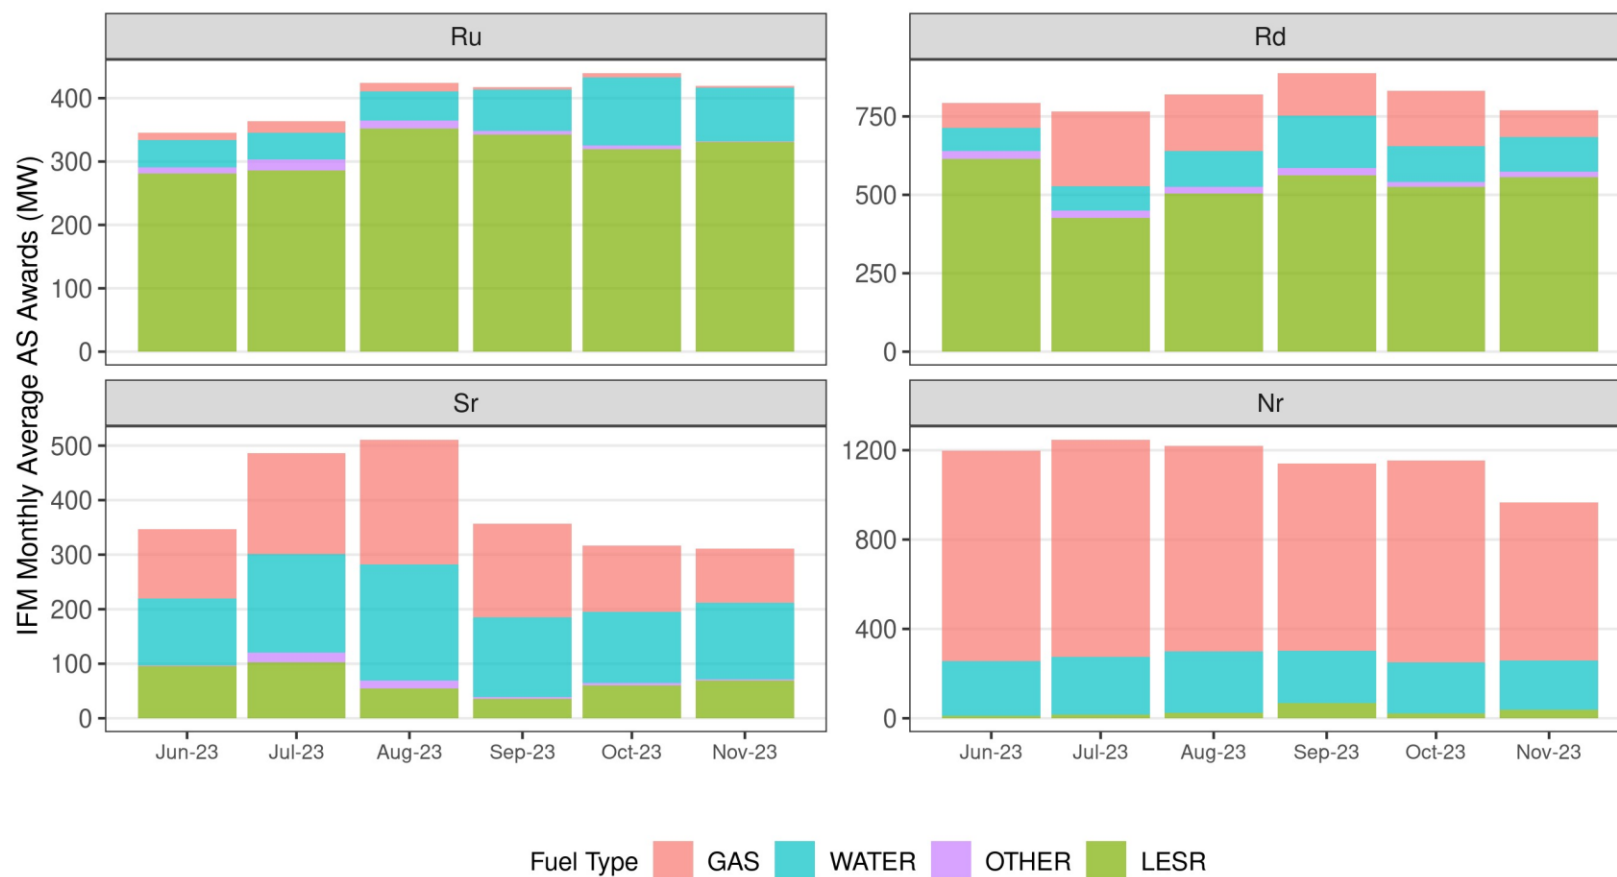 Ru
Rd
IFM Monthly Average AS Awards (MW)
400
300
200
100
0
750
500
250
0
Sr
Nr
500
400
300
200
100
0
1200
800
400
0
Jun-23 Jul-23 Aug-23 Sep-23 Oct-23 Nov-23
Jun-23 Jul-23 Aug-23 Sep-23 Oct-23 Nov-23
Fuel Type GAS WATER OTHER LESR